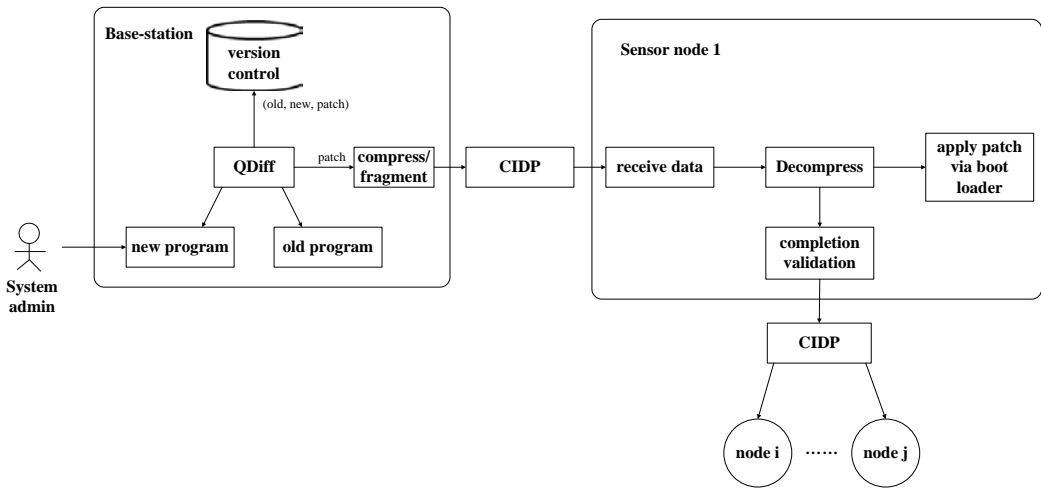 Base-station
version
control
(old, new, patch)
QDiff
patch
compress/
fragment
new program
old program
System
admin
CIDP
Sensor node 1
receive data
Decompress
apply patch
via boot
loader
completion
validation
CIDP
node i
......
node j